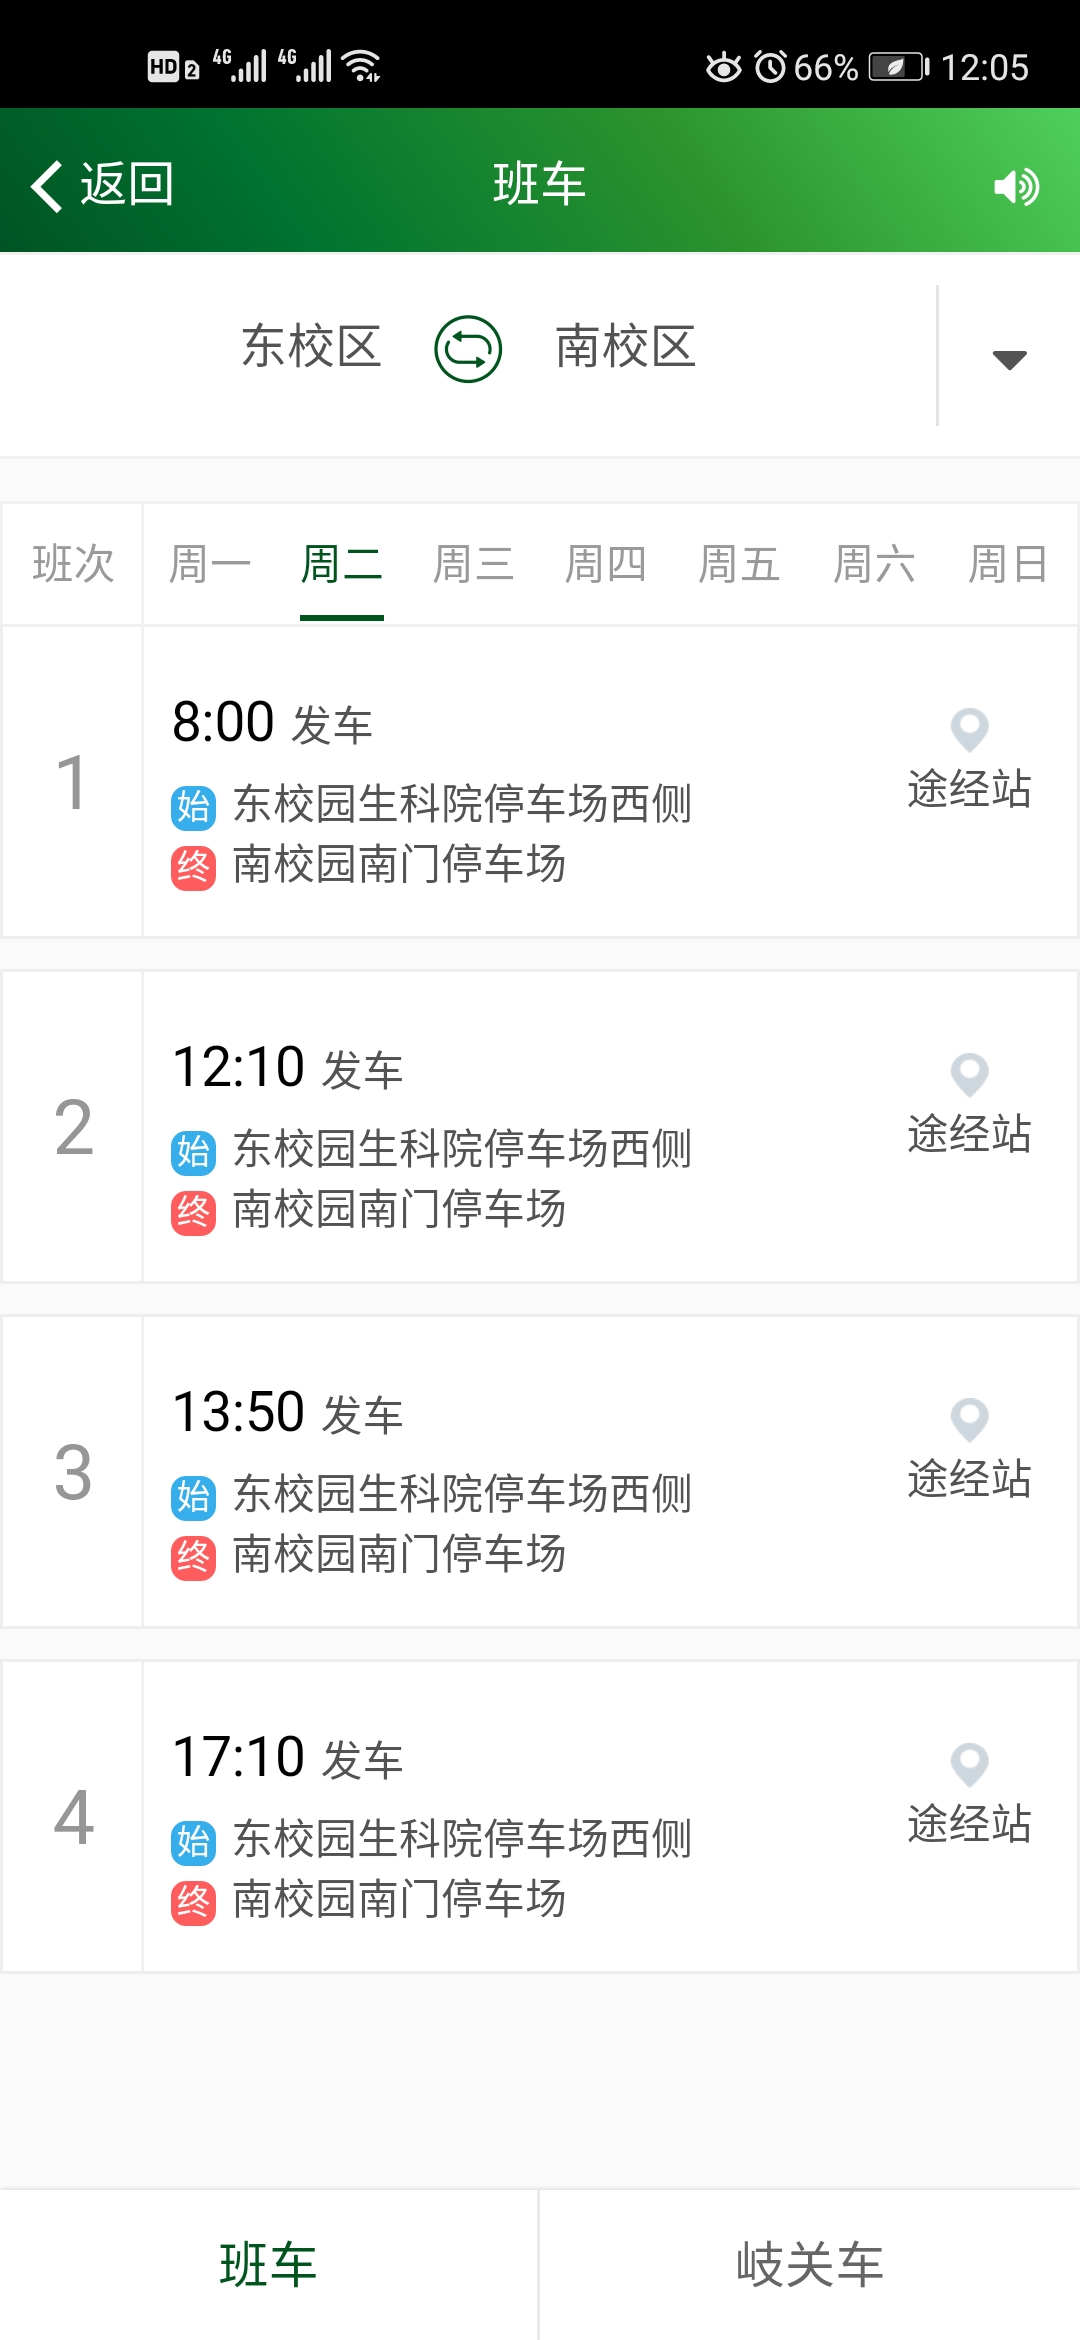 HD 2 4G 4G 66% 12:05
返回 班车
东校区 南校区
班次 周一 周二 周三 周四 周五 周六 周日
1
8:00 发车
始 东校园生科院停车场西侧
终 南校园南门停车场
途经站
2
12:10 发车
始 东校园生科院停车场西侧
终 南校园南门停车场
途经站
3
13:50 发车
始 东校园生科院停车场西侧
终 南校园南门停车场
途经站
4
17:10 发车
始 东校园生科院停车场西侧
终 南校园南门停车场
途经站
班车 岐关车